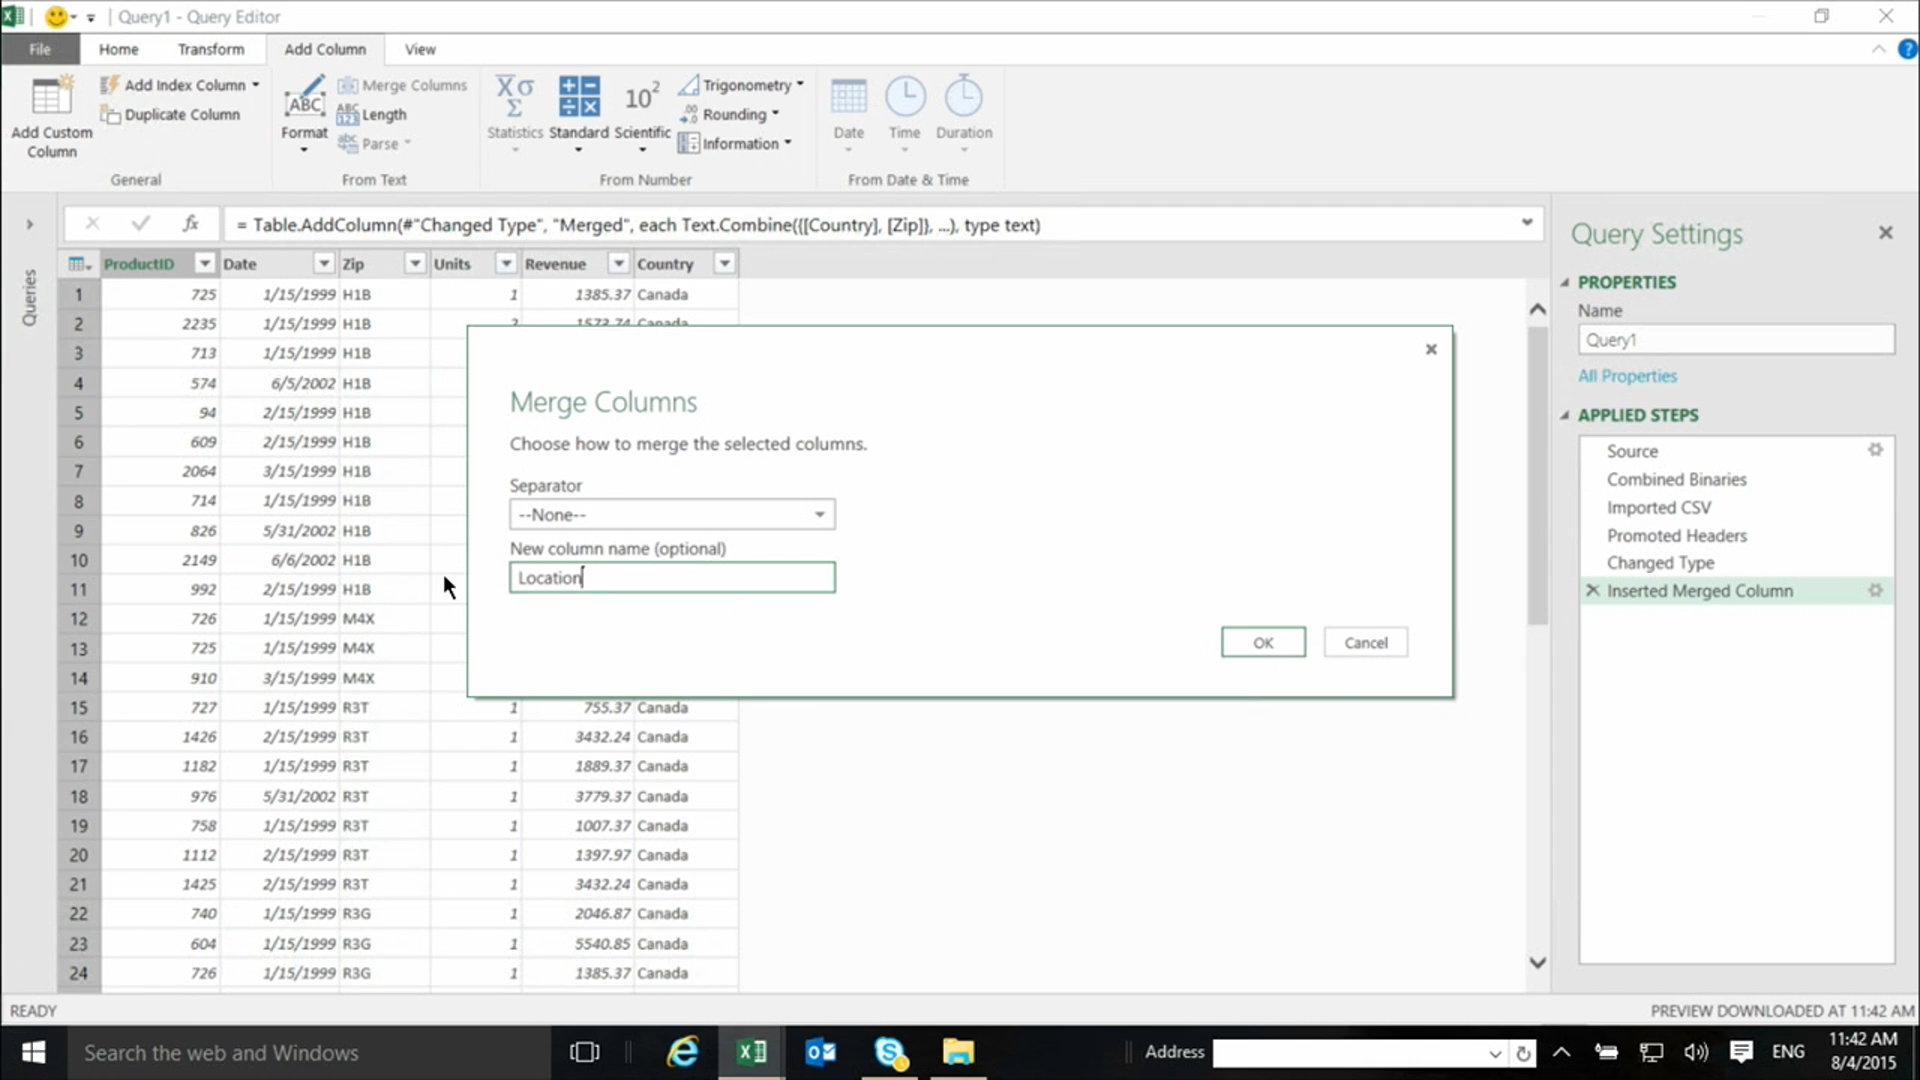 Query1 - Query Editor
File Home Transform Add Column View
Add Custom Column
Add Index Column
Duplicate Column
General
ABC
Format
Merge Columns
ABC 123 Length
abc Parse
From Text
Xσ Σ
Statistics
Standard
10²
Scientific
Trigonometry
.00 Rounding
Information
From Number
Date
Time
Duration
From Date & Time
fx = Table.AddColumn(#"Changed Type", "Merged", each Text.Combine({[Country], [Zip]}, ...), type text)
Queries
ProductID Date Zip Units Revenue Country
1 725 1/15/1999 H1B 1 1385.37 Canada
2 2235 1/15/1999 H1B 2 1573.74 Canada
3 713 1/15/1999 H1B
4 574 6/5/2002 H1B
5 94 2/15/1999 H1B
6 609 2/15/1999 H1B
7 2064 3/15/1999 H1B
8 714 1/15/1999 H1B
9 826 5/31/2002 H1B
10 2149 6/6/2002 H1B
11 992 2/15/1999 H1B
12 726 1/15/1999 M4X
13 725 1/15/1999 M4X
14 910 3/15/1999 M4X
15 727 1/15/1999 R3T 1 755.37 Canada
16 1426 2/15/1999 R3T 1 3432.24 Canada
17 1182 1/15/1999 R3T 1 1889.37 Canada
18 976 5/31/2002 R3T 1 3779.37 Canada
19 758 1/15/1999 R3T 1 1007.37 Canada
20 1112 2/15/1999 R3T 1 1397.97 Canada
21 1425 2/15/1999 R3T 1 3432.24 Canada
22 740 1/15/1999 R3G 1 2046.87 Canada
23 604 1/15/1999 R3G 1 5540.85 Canada
24 726 1/15/1999 R3G 1 1385.37 Canada
Merge Columns
Choose how to merge the selected columns.
Separator
--None--
New column name (optional)
Location
OK Cancel
Query Settings
PROPERTIES
Name
Query1
All Properties
APPLIED STEPS
Source
Combined Binaries
Imported CSV
Promoted Headers
Changed Type
Inserted Merged Column
READY PREVIEW DOWNLOADED AT 11:42 AM
Search the web and Windows
Address
ENG
11:42 AM
8/4/2015